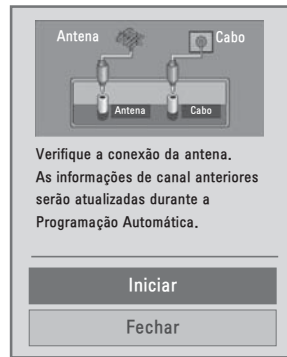 Antena Cabo
Antena Cabo
Verifique a conexão da antena.
As informações de canal anteriores
serão atualizadas durante a
Programação Automática.
Iniciar
Fechar